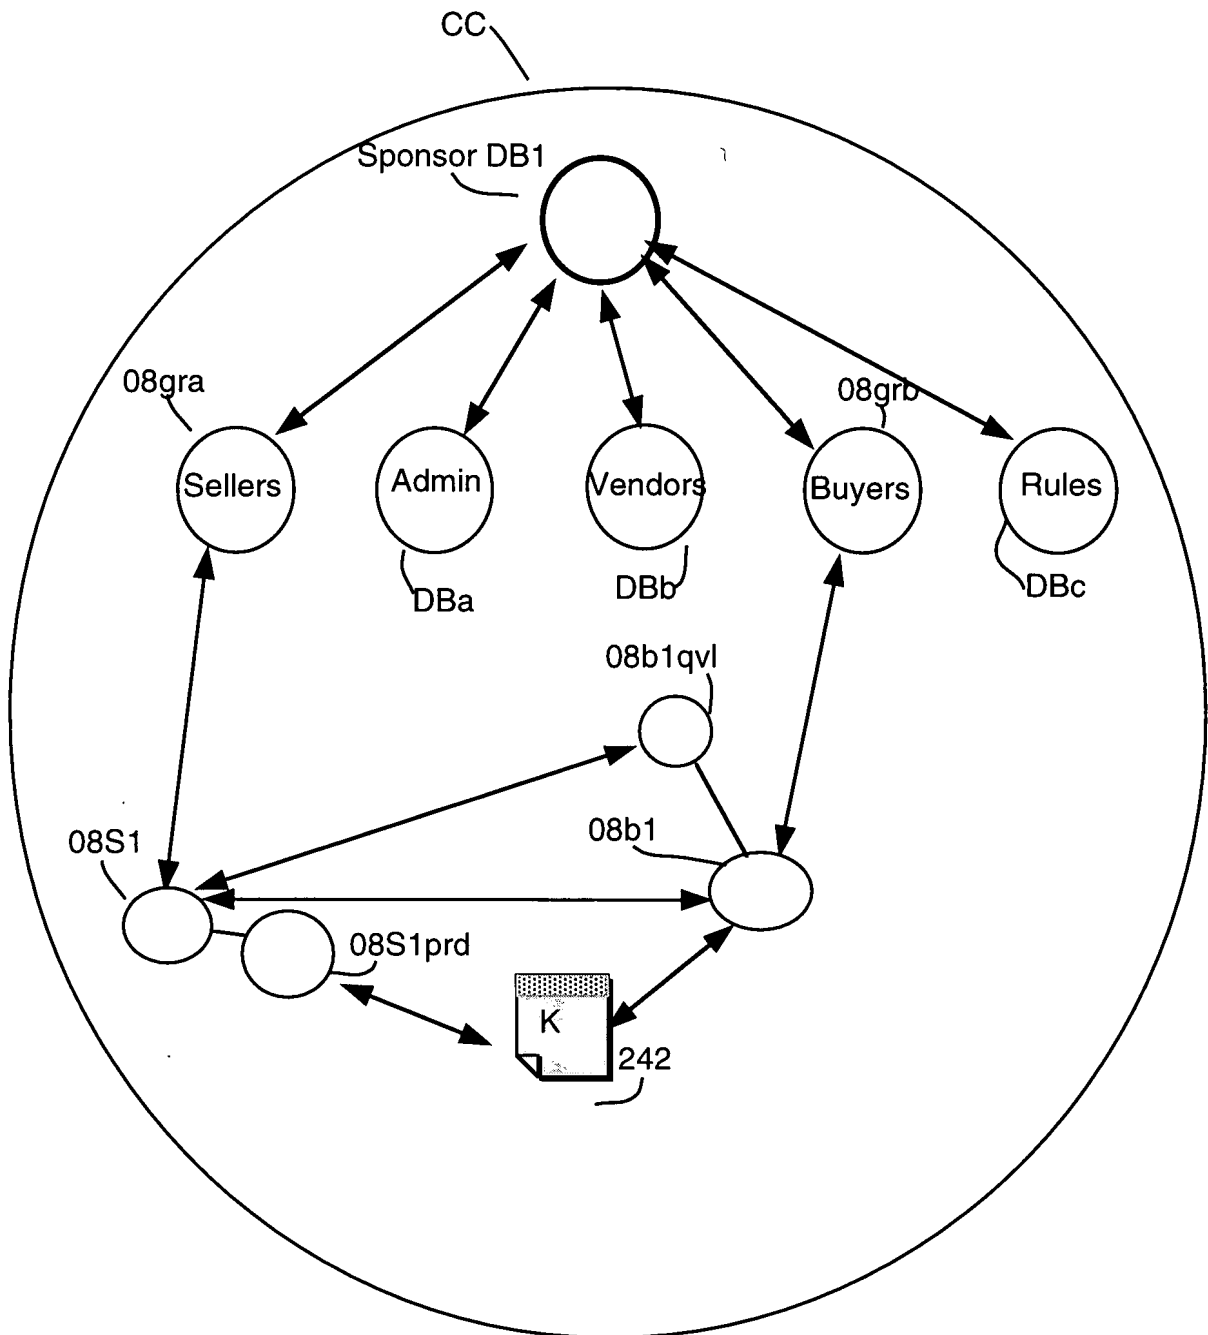 CC
Sponsor DB1
08gra
08grb
Sellers
Admin
Vendors
Buyers
Rules
DBa
DBb
DBc
08b1qvl
08S1
08b1
08S1prd
K
242